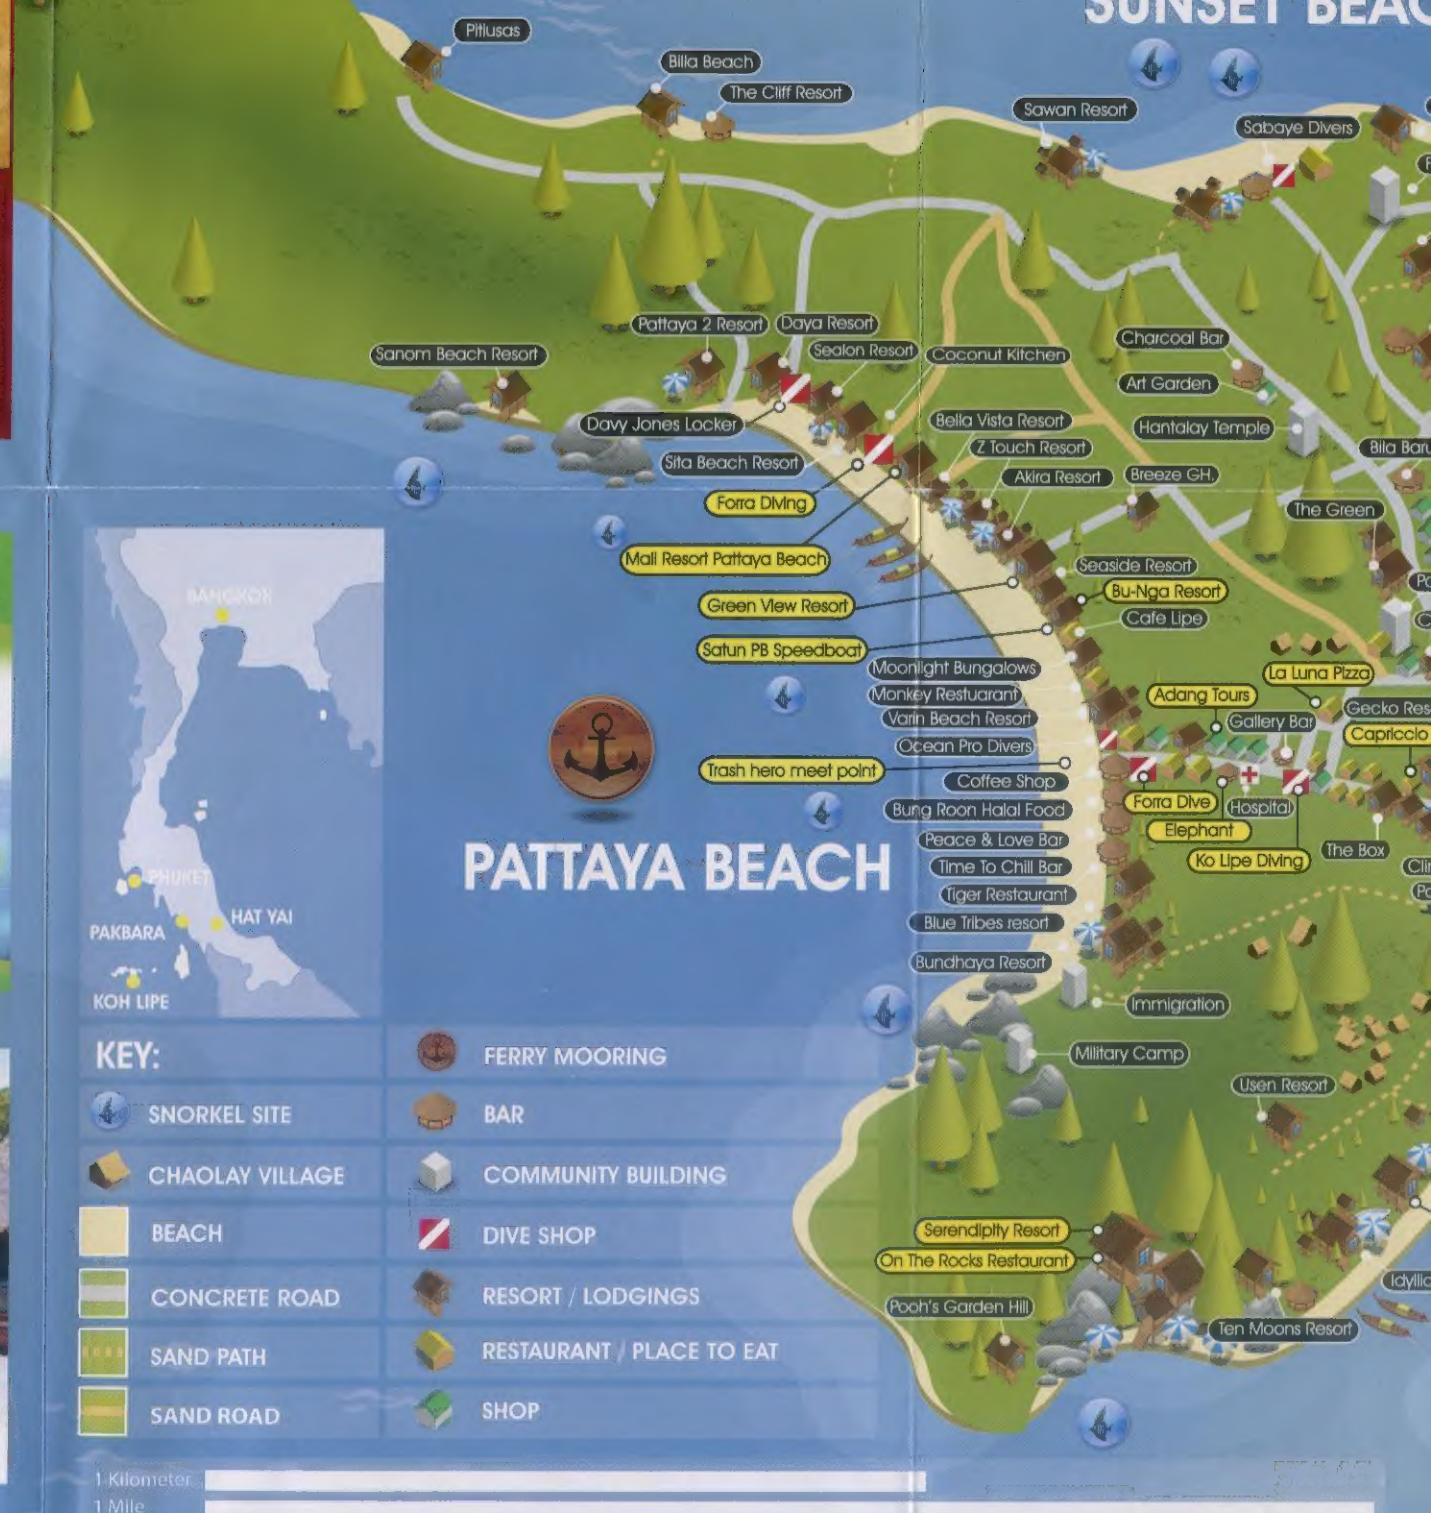 SUNSET
Pitiusas
Billa Beach
The Cliff Resort
Sawan Resort
Sabaye Divers
Pattaya 2 Resort
Daya Resort
Sanom Beach Resort
Sealon Resort
Coconut Kitchen
Charcoal Bar
Art Garden
Davy Jones Locker
Bella Vista Resort
Hantalay Temple
Sita Beach Resort
Z Touch Resort
Bila
Akira Resort
Breeze GH.
Forra Diving
The Green
Mali Resort Pattaya Beach
Seaside Resort
Green View Resort
Bu-Nga Resort
Cafe Lipe
Satun PB Speedboat
Moonlight Bungalows
La Luna Pizza
Monkey Restuarant
Adang Tours
Varin Beach Resort
Gallery Bar
Gecko
Ocean Pro Divers
Capriccio
Trash hero meet point
Coffee Shop
Forra Dive
Hospital
Bung Roon Halal Food
Elephant
Peace & Love Bar
The Box
Time To Chill Bar
Ko Lipe Diving
Tiger Restaurant
Blue Tribes resort
Bundhaya Resort
Immigration
Military Camp
Usen Resort
Serendipity Resort
On The Rocks Restaurant
Pooh's Garden Hill
Ten Moons Resort
PATTAYA BEACH
BANGKOK
PHUKET
HAT YAI
PAKBARA
KOH LIPE
KEY:
FERRY MOORING
SNORKEL SITE
BAR
CHAOLAY VILLAGE
COMMUNITY BUILDING
BEACH
DIVE SHOP
CONCRETE ROAD
RESORT / LODGINGS
SAND PATH
RESTAURANT / PLACE TO EAT
SAND ROAD
SHOP
1 Kilometer
1 Mile